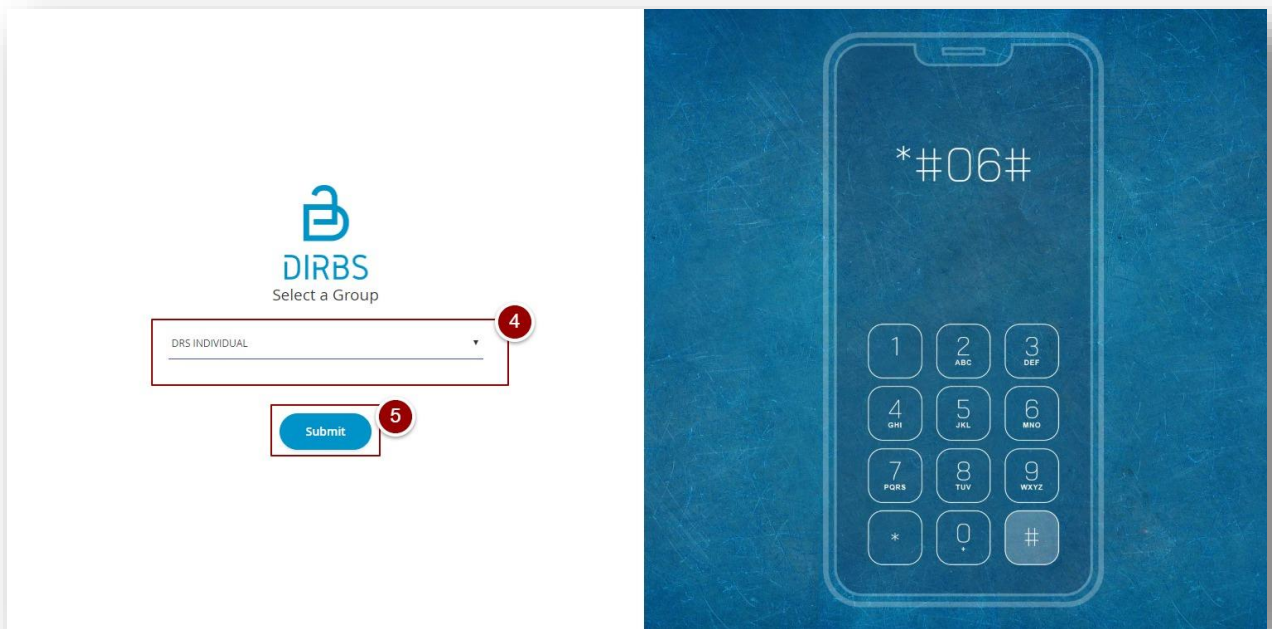 DIRBS
Select a Group
4
DRS INDIVIDUAL
5
Submit
*#06#
1
2
ABC
3
DEF
4
GHI
5
JKL
6
MNO
7
PQRS
8
TUV
9
WXYZ
*
0
+
#